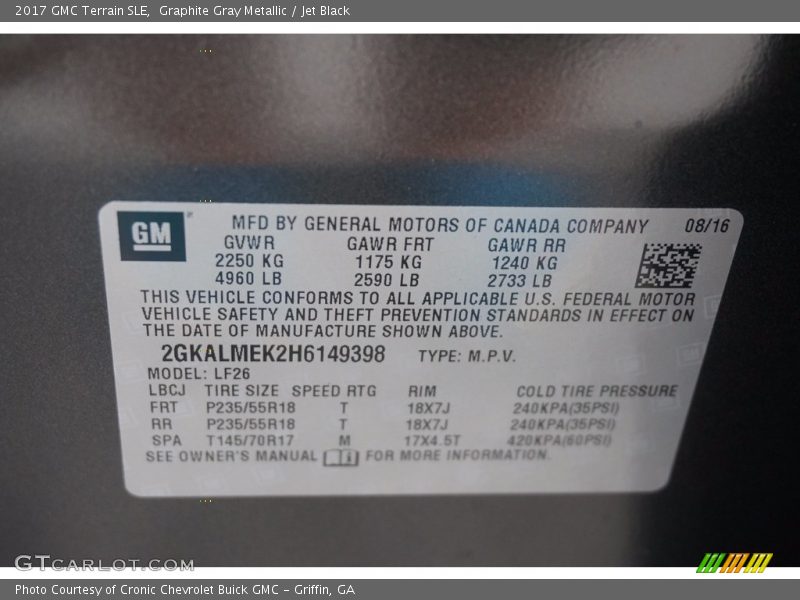 2017 GMC Terrain SLE, Graphite Gray Metallic / Jet Black
GM
MFD BY GENERAL MOTORS OF CANADA COMPANY 08/16
GVWR GAWR FRT GAWR RR
2250 KG 1175 KG 1240 KG
4960 LB 2590 LB 2733 LB
THIS VEHICLE CONFORMS TO ALL APPLICABLE U.S. FEDERAL MOTOR
VEHICLE SAFETY AND THEFT PREVENTION STANDARDS IN EFFECT ON
THE DATE OF MANUFACTURE SHOWN ABOVE.
2GKALMEK2H6149398 TYPE: M.P.V.
MODEL: LF26
LBCJ TIRE SIZE SPEED RTG RIM COLD TIRE PRESSURE
FRT P235/55R18 T 18X7J 240KPA(35PSI)
RR P235/55R18 T 18X7J 240KPA(35PSI)
SPA T145/70R17 M 17X4.5T 420KPA(60PSI)
SEE OWNER'S MANUAL FOR MORE INFORMATION.
GTCARLOT.COM
Photo Courtesy of Cronic Chevrolet Buick GMC - Griffin, GA